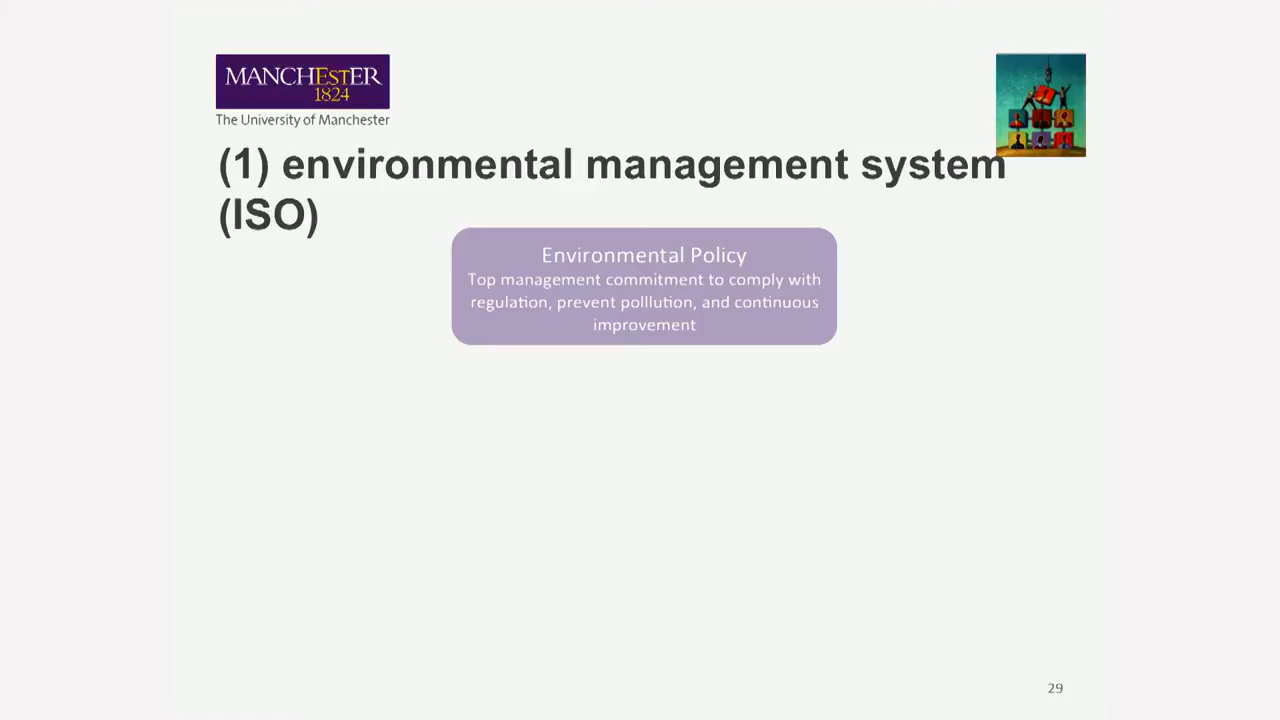 MANCHEsTER
1824
The University of Manchester
(1) environmental management system
(ISO)
Environmental Policy
Top management commitment to comply with
regulation, prevent polllution, and continuous
improvement
29